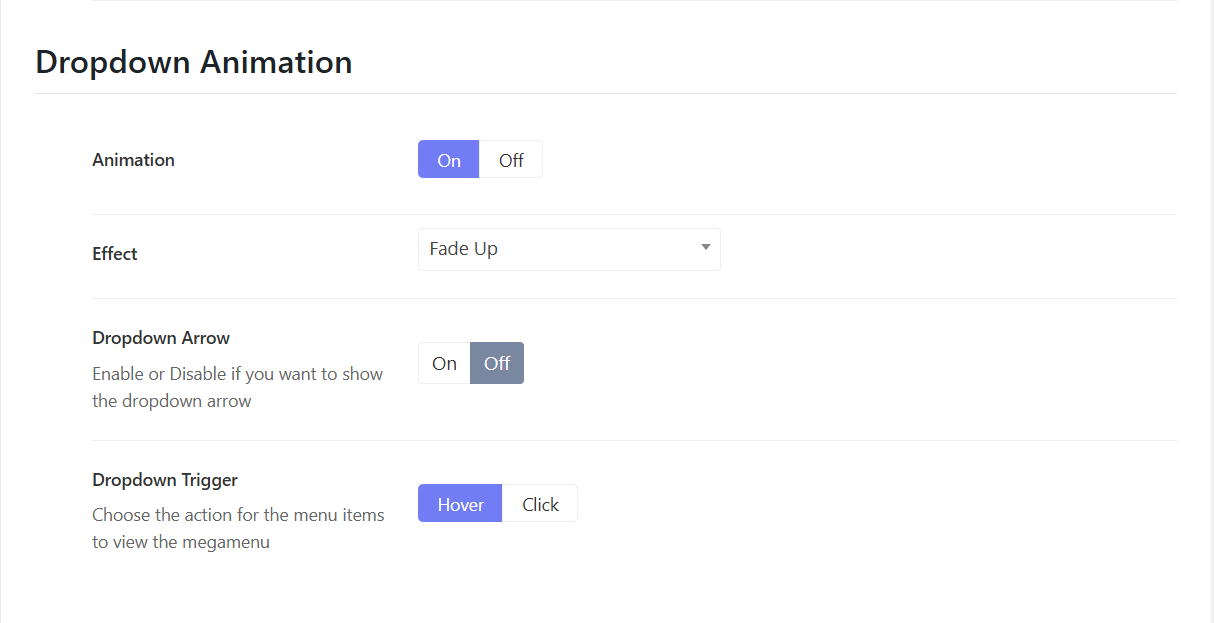 Dropdown Animation
Animation
On
Off
Effect
Fade Up
Dropdown Arrow
Enable or Disable if you want to show
the dropdown arrow
On
Off
Dropdown Trigger
Choose the action for the menu items
to view the megamenu
Hover
Click